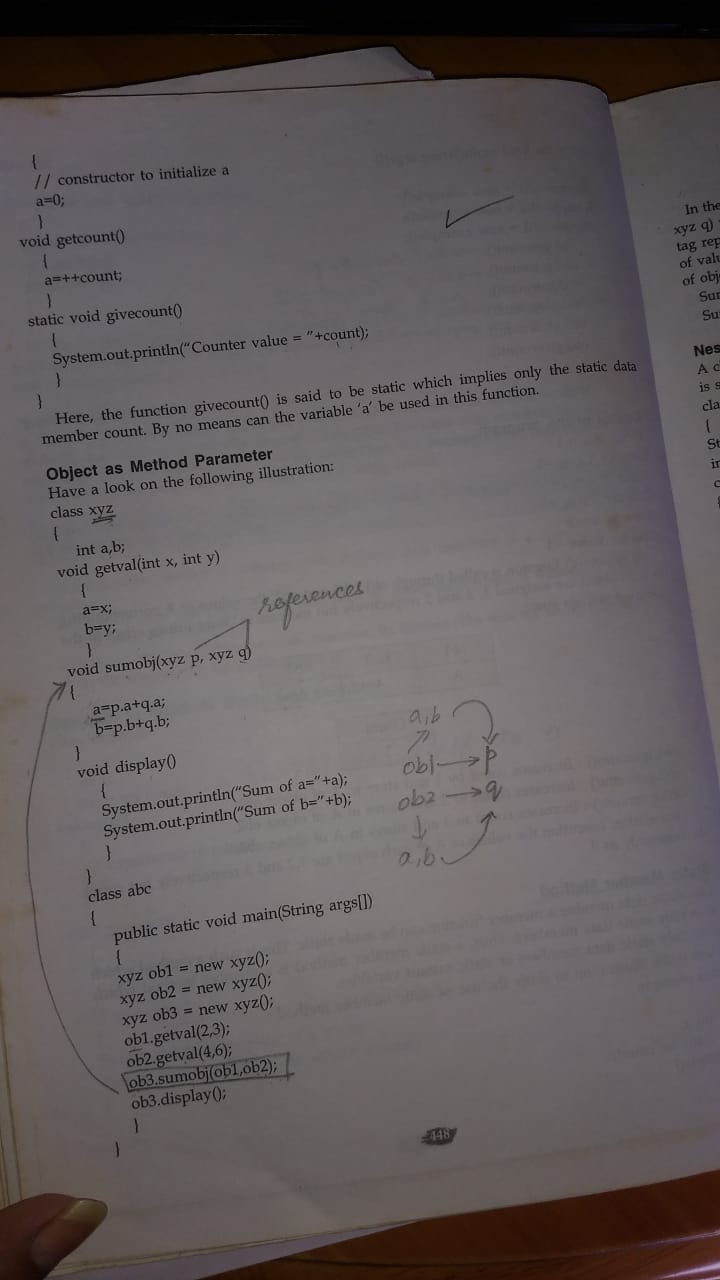 {
// constructor to initialize a
a=0;
}
void getcount()
{
a=++count;
}
static void givecount()
{
System.out.println("Counter value = "+count);
}
}
Here, the function givecount() is said to be static which implies only the static data
member count. By no means can the variable 'a' be used in this function.
Object as Method Parameter
Have a look on the following illustration:
class xyz
{
int a,b;
void getval(int x, int y)
{
a=x;
b=y;
}
references
void sumobj(xyz p, xyz q)
{
a=p.a+q.a;
b=p.b+q.b;
}
void display()
{
System.out.println("Sum of a="+a);
System.out.println("Sum of b="+b);
}
}
a,b
ob1 → p
ob2 → q
a,b
class abc
{
public static void main(String args[])
{
xyz ob1 = new xyz();
xyz ob2 = new xyz();
xyz ob3 = new xyz();
ob1.getval(2,3);
ob2.getval(4,6);
ob3.sumobj(ob1,ob2);
ob3.display();
}
}
448
In the
xyz q)
tag rep
of valu
of obj
Sur
Su
Nes
A c
is s
cla
{
St
in
c